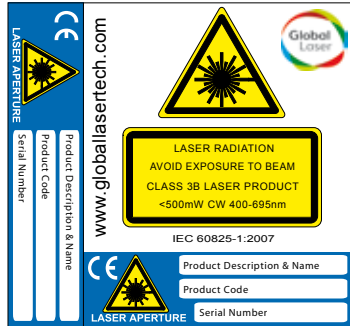 CE
LASER APERTURE
Product Description & Name
Product Code
Serial Number
www.globallasertech.com
Global
Laser
LASER RADIATION
AVOID EXPOSURE TO BEAM
CLASS 3B LASER PRODUCT
<500mW CW 400-695nm
IEC 60825-1:2007
CE
LASER APERTURE
Product Description & Name
Product Code
Serial Number